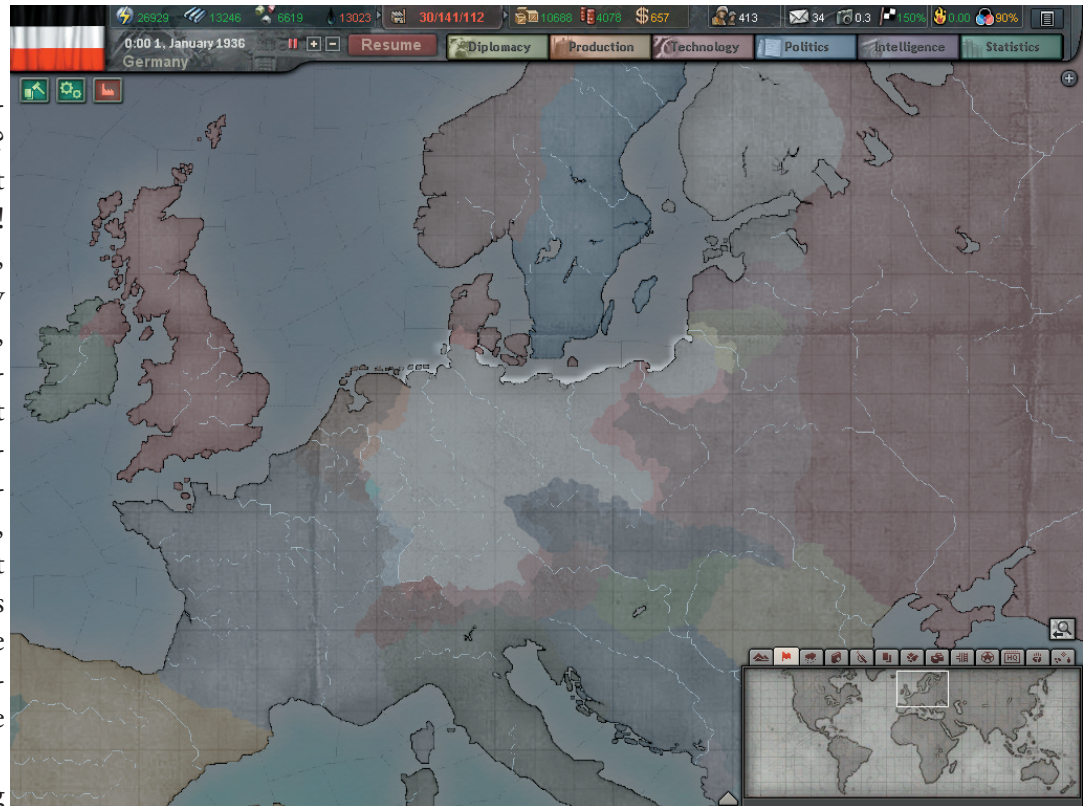 26929 13246 6619 13023 30/141/112 10688 4078 $657 413 34 0.3 150% 0.00 90%
0:00 1, January 1936 Resume Diplomacy Production Technology Politics Intelligence Statistics
Germany
HQ